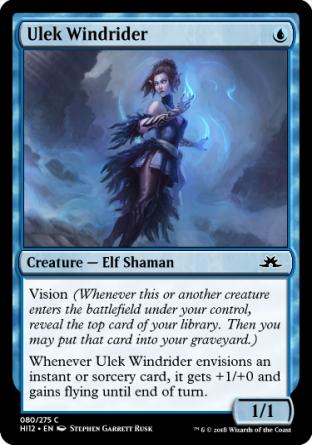 Ulek Windrider
Creature — Elf Shaman
Vision (Whenever this or another creature
enters the battlefield under your control,
reveal the top card of your library. Then you
may put that card into your graveyard.)
Whenever Ulek Windrider envisions an
instant or sorcery card, it gets +1/+0 and
gains flying until end of turn.
1/1
080/275 C
HI12 • EN Stephen Garrett Rusk
™ & © 2018 Wizards of the Coast